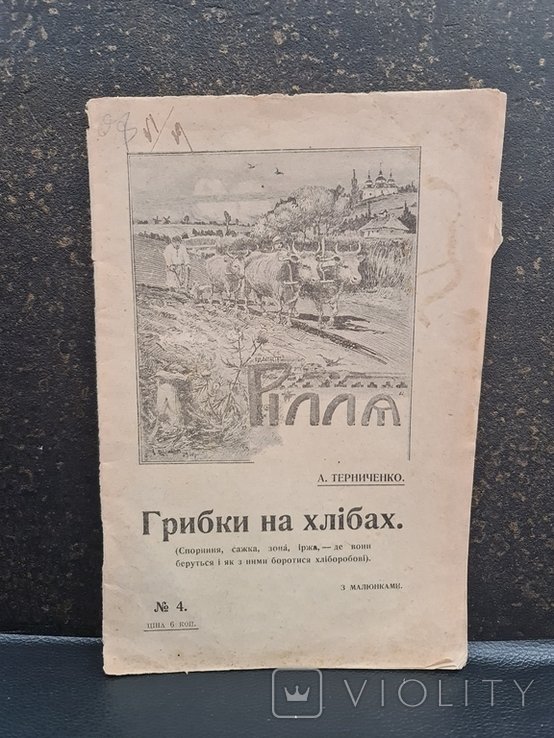 Рілля
А. ТЕРНИЧЕНКО.
Грибки на хлібах.
(Спориння, сажка, зона, іржа,—де вони
беруться і як з ними боротися хліборобові).
З МАЛЮНКАМИ.
№ 4.
ЦІНА 6 КОП.
VIOLITY